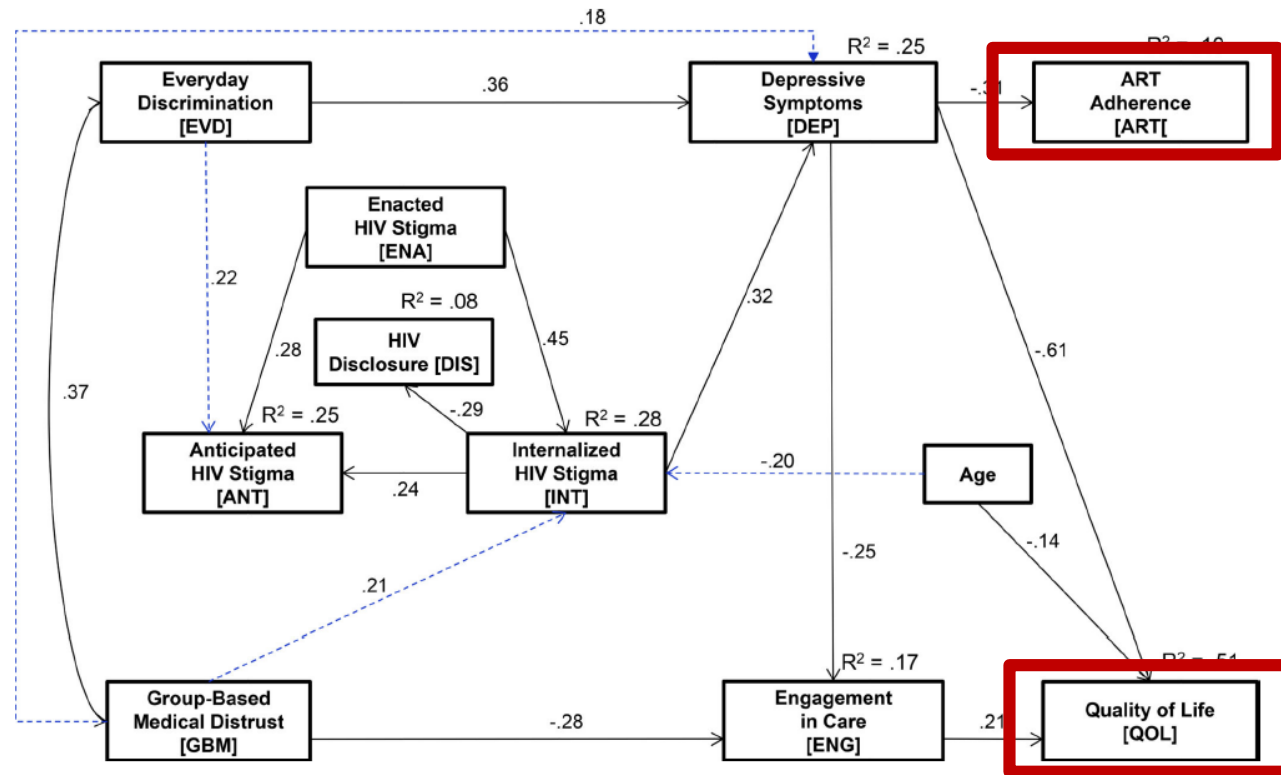 .18
R² = .25
Everyday
Discrimination
[EVD]
.36
Depressive
Symptoms
[DEP]
ART
Adherence
[ART[
Enacted
HIV Stigma
[ENA]
.22
R² = .08
.32
HIV
Disclosure [DIS]
.28
.45
-.61
.37
R² = .25
-.29
R² = .28
Anticipated
HIV Stigma
[ANT]
.24
Internalized
HIV Stigma
[INT]
-.20
Age
-.14
-.25
.21
R² = .17
Group-Based
Medical Distrust
[GBM]
-.28
Engagement
in Care
[ENG]
.21
Quality of Life
[QOL]